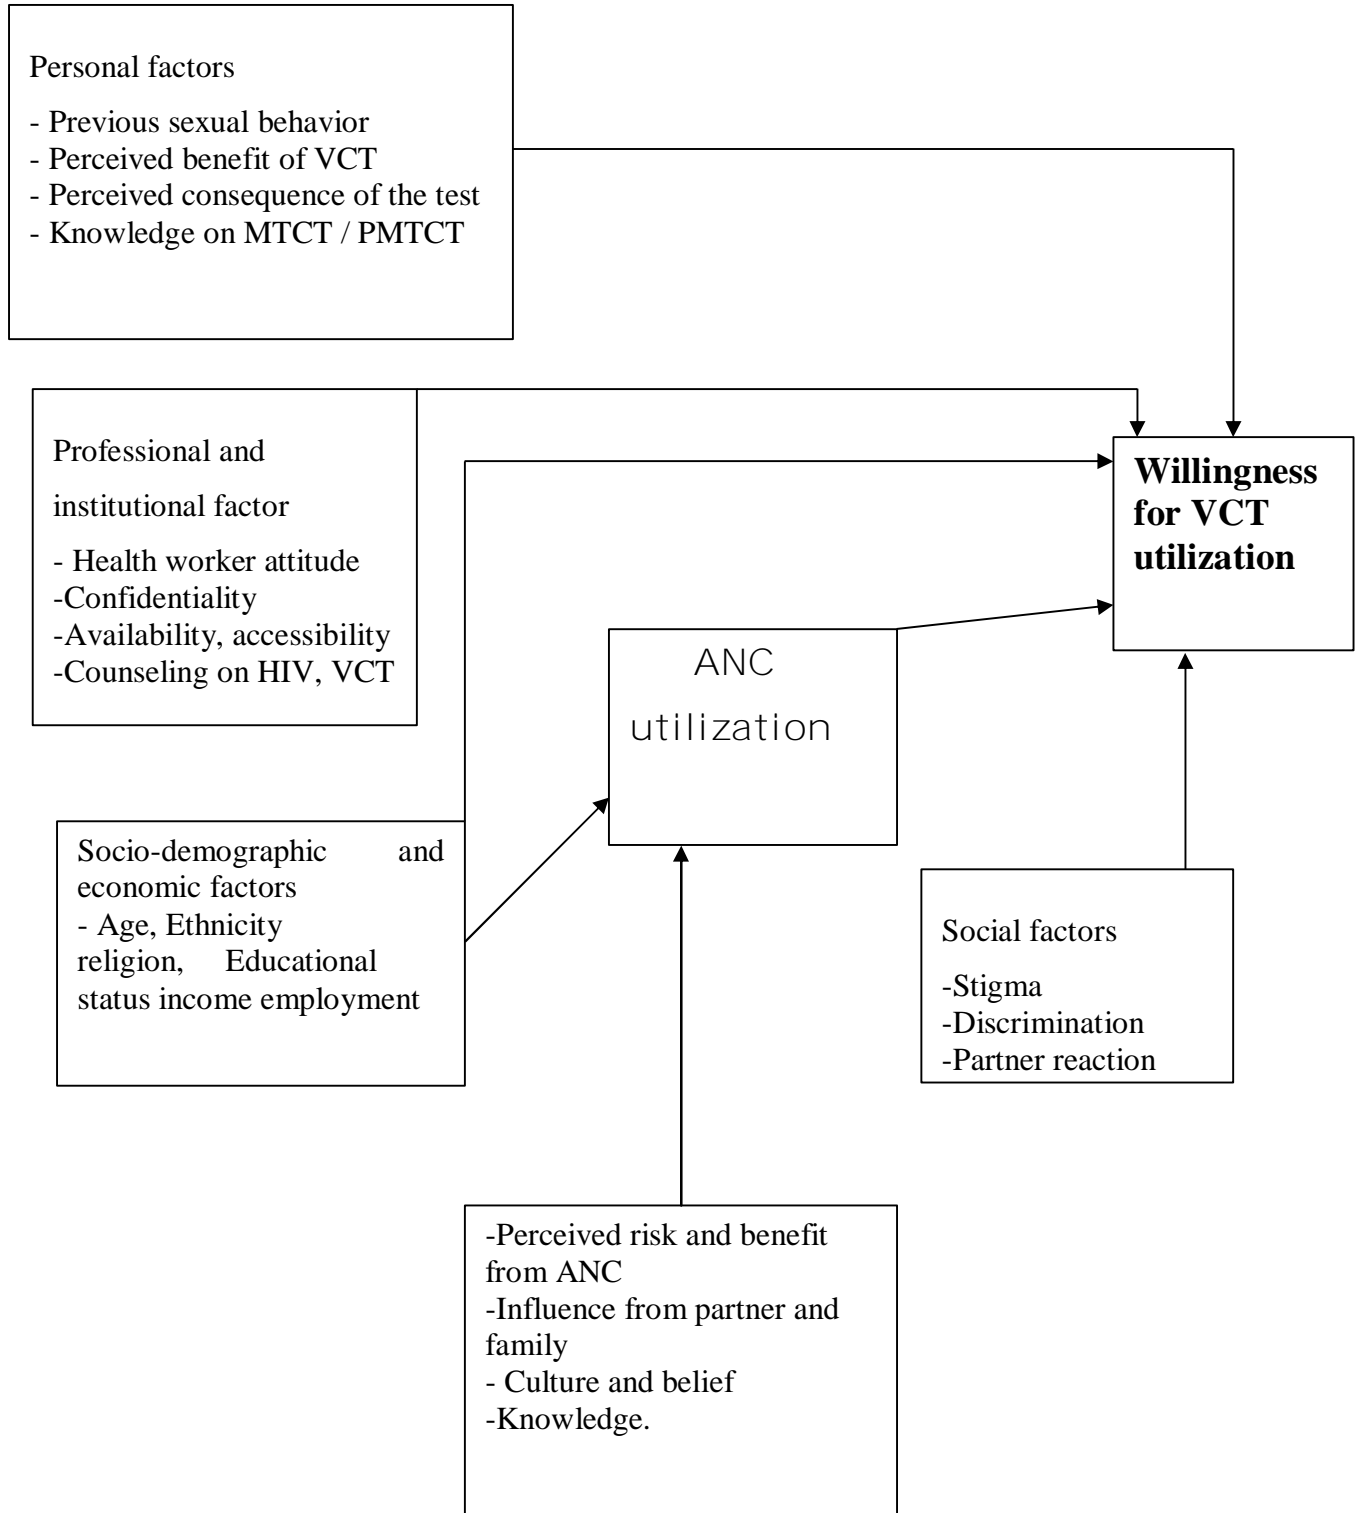 Personal factors
- Previous sexual behavior
- Perceived benefit of VCT
- Perceived consequence of the test
- Knowledge on MTCT / PMTCT
Professional and
institutional factor
- Health worker attitude
-Confidentiality
-Availability, accessibility
-Counseling on HIV, VCT
Willingness
for VCT
utilization
ANC
utilization
Socio-demographic and
economic factors
- Age, Ethnicity
religion, Educational
status income employment
Social factors
-Stigma
-Discrimination
-Partner reaction
-Perceived risk and benefit
from ANC
-Influence from partner and
family
- Culture and belief
-Knowledge.